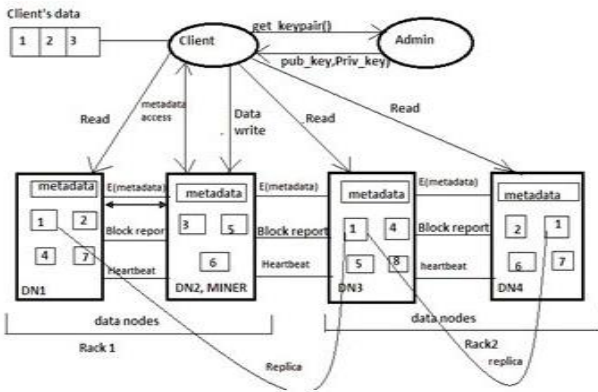 Client's data
1 2 3
Client
get_keypair()
Admin
pub_key,Priv_key)
Read
metadata
access
Data
write
Read
Read
metadata
1 2
4 7
DN1
E(metadata)
Block repor
Heartbeat
metadata
3 5
6
DN2, MINER
E(metadata)
Block report
Heartbeat
metadata
1 4
5 8
DN3
E(metadata)
Block report
heartbeat
metadata
2 1
6 7
DN4
data nodes
data nodes
Rack 1
Rack2
Replica
replica